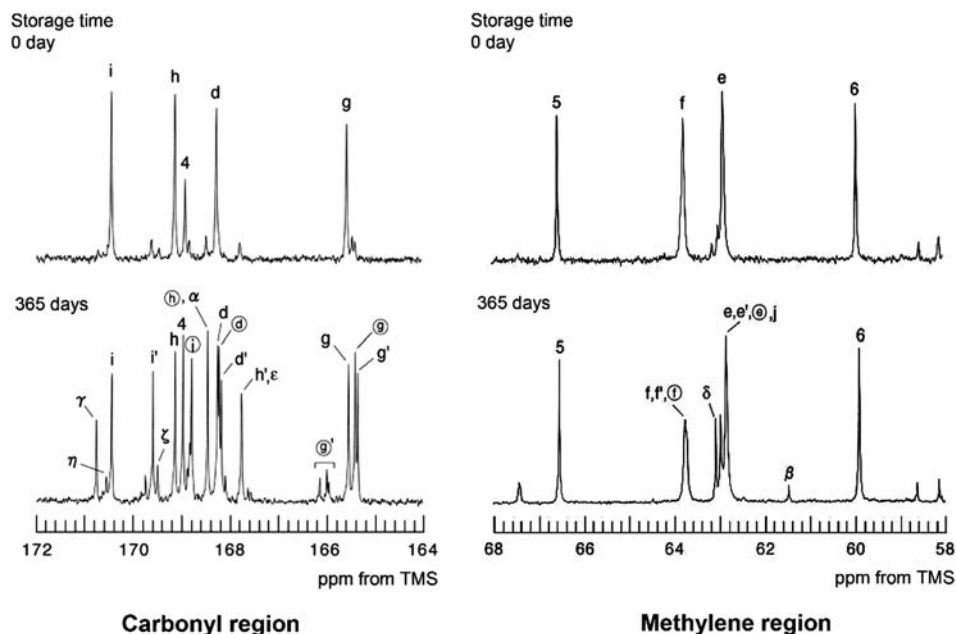 Storage time
0 day
i
h
d
g
4
Storage time
0 day
5
f
e
6
365 days
ⓗ, α
i
i'
h
4
ⓘ
d
ⓓ
d'
g
ⓖ
g'
h',ε
γ
η
ζ
ⓖ'
172 170 168 166 164
ppm from TMS
Carbonyl region
365 days
e,e',ⓔ,j
5
6
f,f',ⓕ
δ
β
68 66 64 62 60 58
ppm from TMS
Methylene region